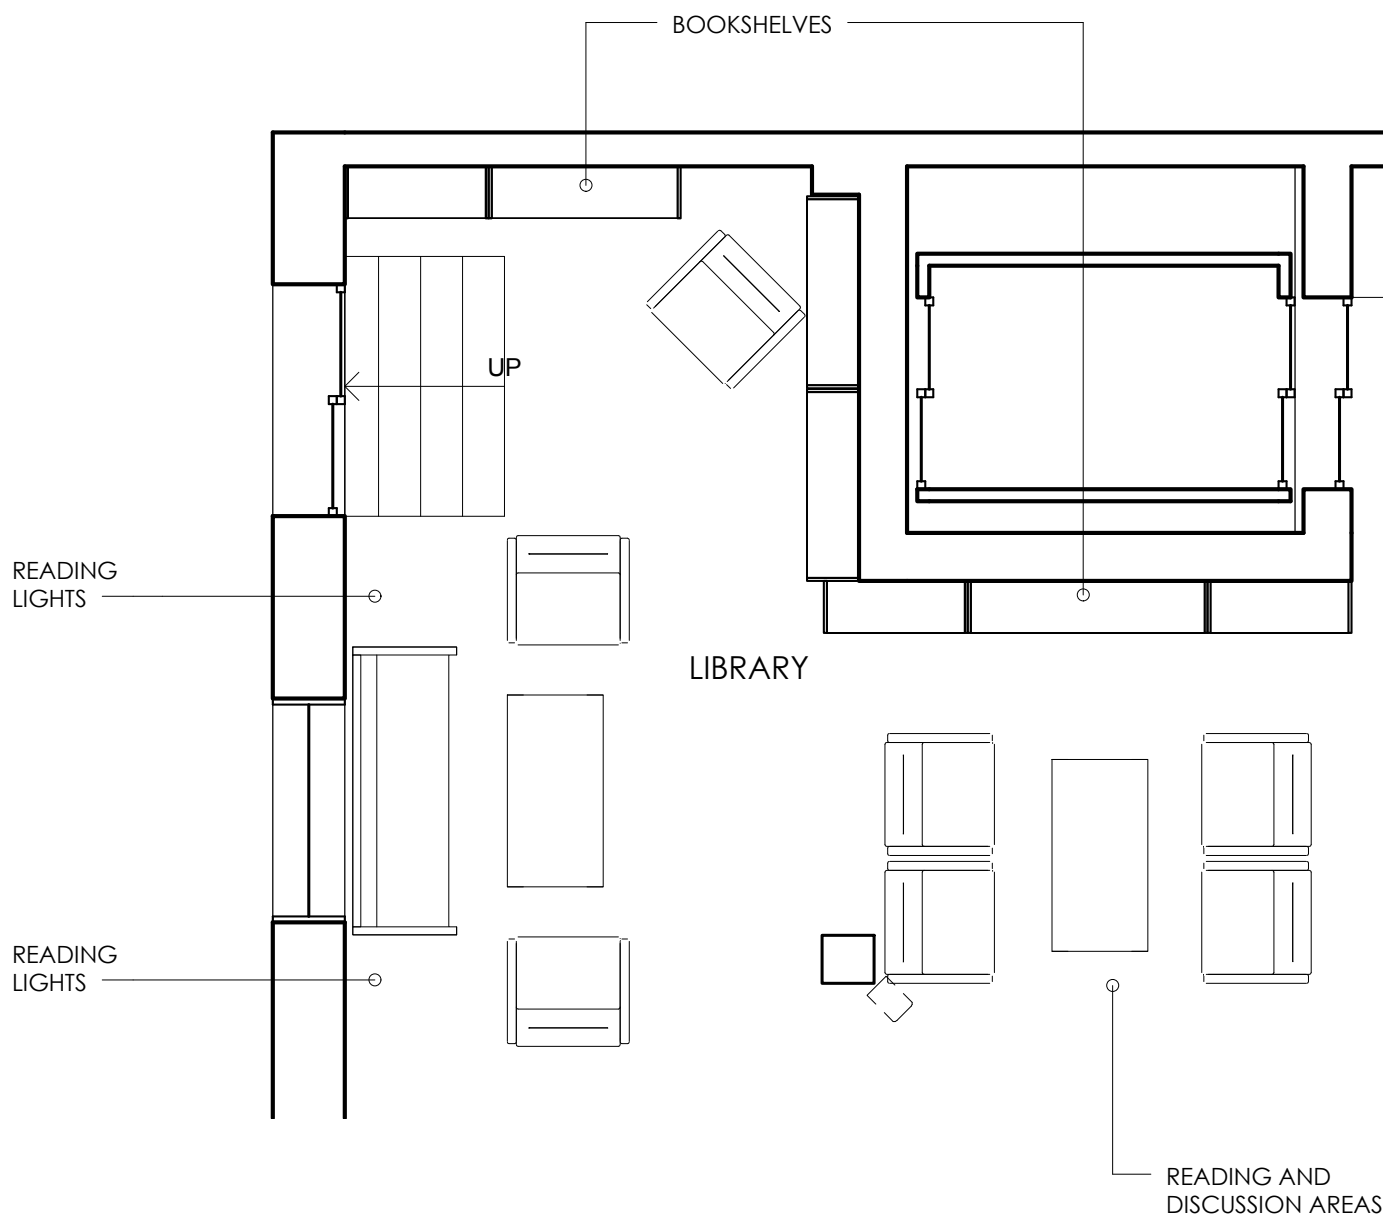 BOOKSHELVES
UP
READING
LIGHTS
LIBRARY
READING
LIGHTS
READING AND
DISCUSSION AREAS